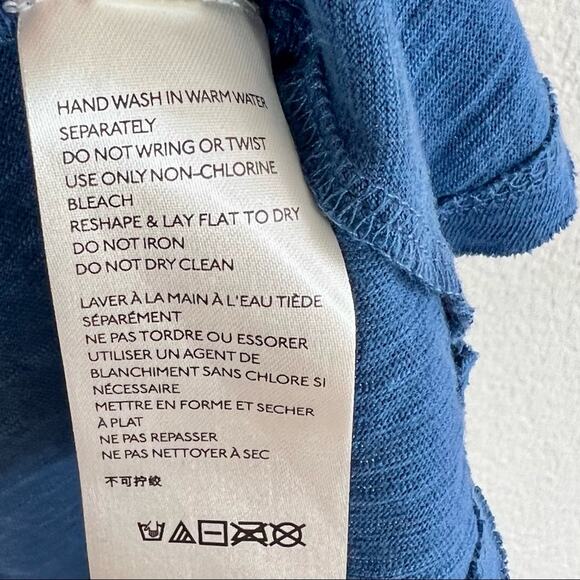 HAND WASH IN WARM WATER
SEPARATELY
DO NOT WRING OR TWIST
USE ONLY NON-CHLORINE
BLEACH
RESHAPE & LAY FLAT TO DRY
DO NOT IRON
DO NOT DRY CLEAN
LAVER À LA MAIN À L'EAU TIÈDE
SÉPARÉMENT
NE PAS TORDRE OU ESSORER
UTILISER UN AGENT DE
BLANCHIMENT SANS CHLORE SI
NÉCESSAIRE
METTRE EN FORME ET SECHER
À PLAT
NE PAS REPASSER
NE PAS NETTOYER À SEC
不可拧绞